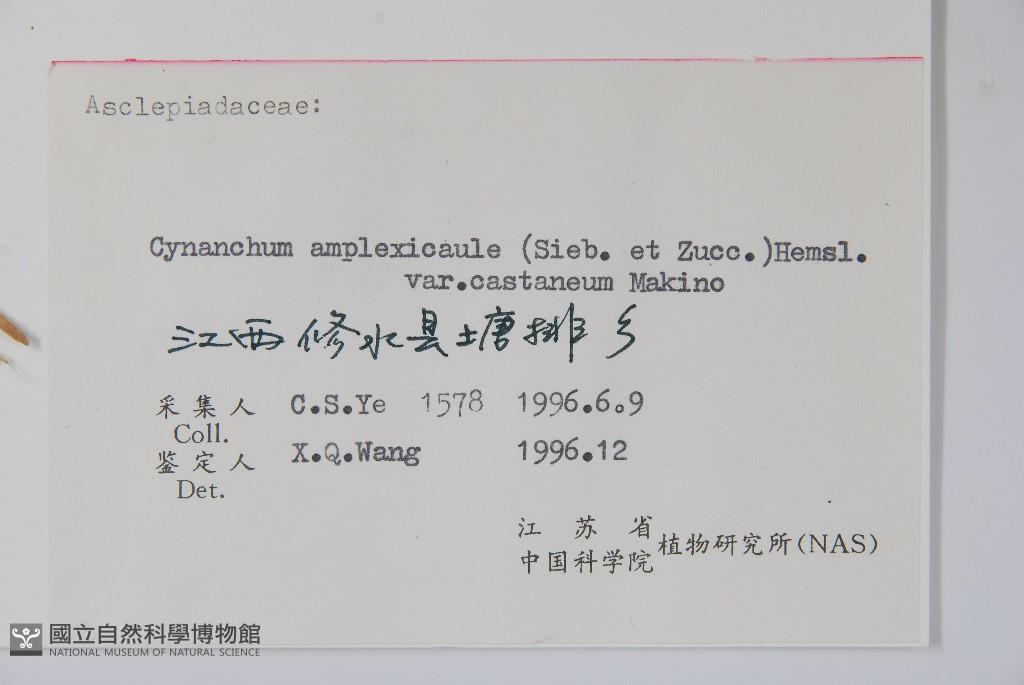 Asclepiadaceae:
Cynanchum amplexicaule (Sieb. et Zucc.)Hemsl.
var.castaneum Makino
江西修水县塘排乡
采集人 C.S.Ye 1578 1996.6.9
Coll.
鉴定人 X.Q.Wang 1996.12
Det.
江苏省
中国科学院 植物研究所(NAS)
國立自然科學博物館
NATIONAL MUSEUM OF NATURAL SCIENCE